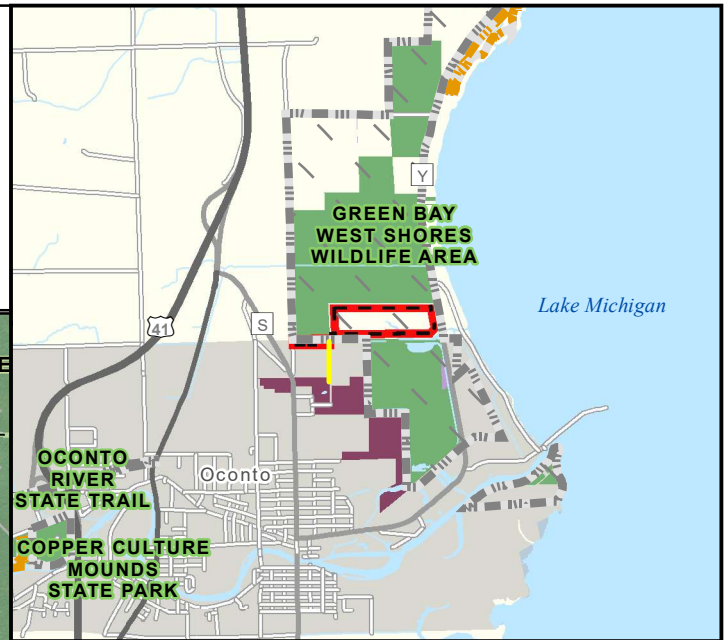 Y
GREEN BAY
WEST SHORES
WILDLIFE AREA
Lake Michigan
41
S
E
OCONTO
RIVER
STATE TRAIL
Oconto
COPPER CULTURE
MOUNDS
STATE PARK